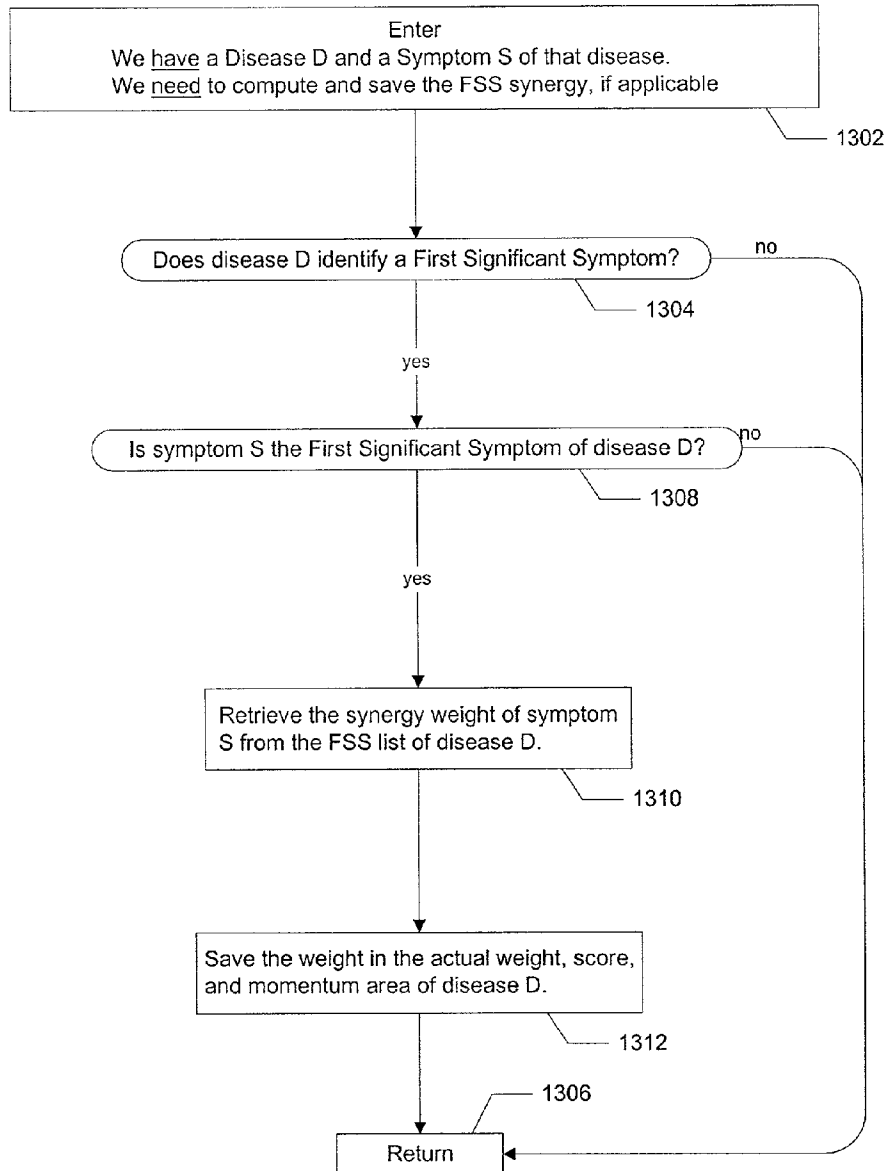 Enter
We have a Disease D and a Symptom S of that disease.
We need to compute and save the FSS synergy, if applicable
1302
Does disease D identify a First Significant Symptom?
no
1304
yes
Is symptom S the First Significant Symptom of disease D?
no
1308
yes
Retrieve the synergy weight of symptom
S from the FSS list of disease D.
1310
Save the weight in the actual weight, score,
and momentum area of disease D.
1312
1306
Return